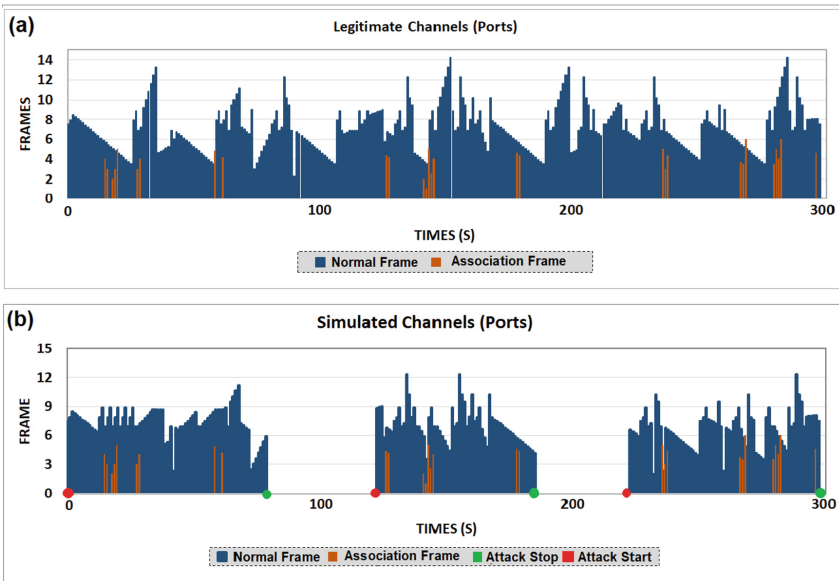 (a)
Legitimate Channels (Ports)
FRAMES
14
12
10
8
6
4
2
0
0 100 200 300
TIMES (S)
Normal Frame Association Frame
(b)
Simulated Channels (Ports)
FRAME
15
12
9
6
3
0
0 100 200 300
TIMES (S)
Normal Frame Association Frame Attack Stop Attack Start